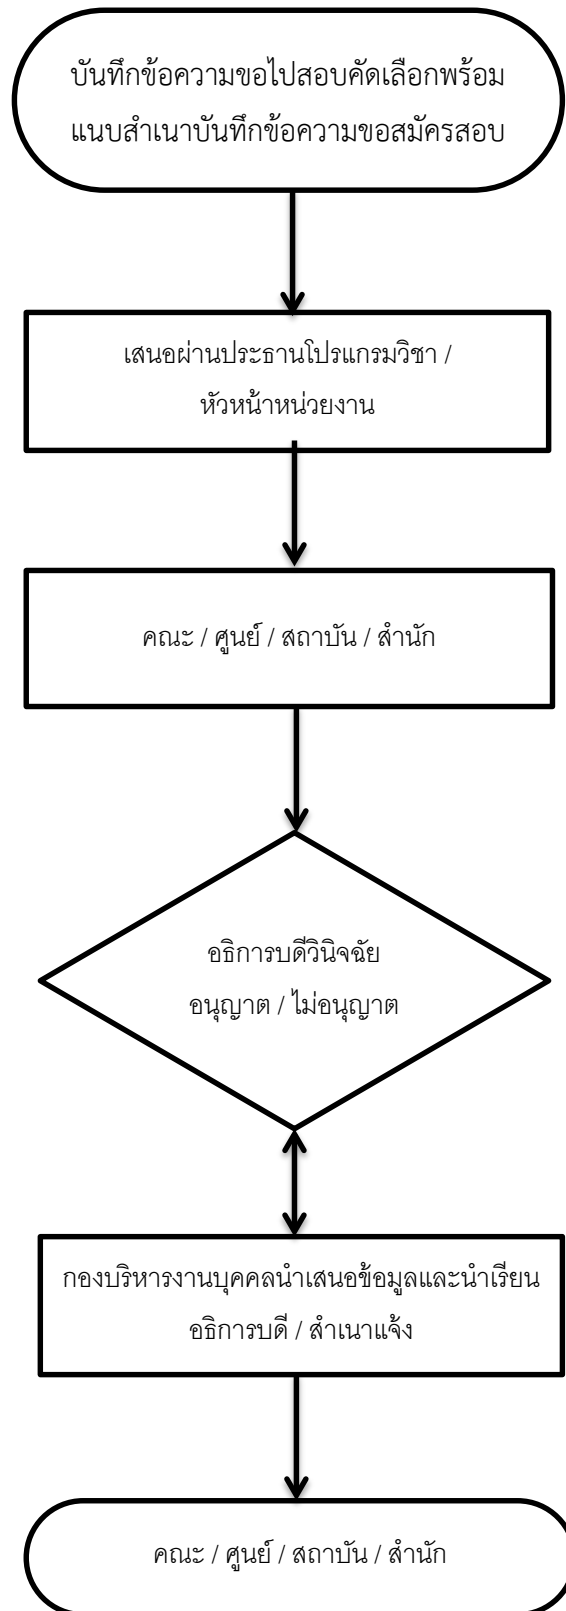 บันทึกข้อความขอไปสอบคัดเลือกพร้อม
แนบสำเนาบันทึกข้อความขอสมัครสอบ
เสนอผ่านประธานโปรแกรมวิชา /
หัวหน้าหน่วยงาน
คณะ / ศูนย์ / สถาบัน / สำนัก
อธิการบดีวินิจฉัย
อนุญาต / ไม่อนุญาต
กองบริหารงานบุคคลนำเสนอข้อมูลและนำเรียน
อธิการบดี / สำเนาแจ้ง
คณะ / ศูนย์ / สถาบัน / สำนัก